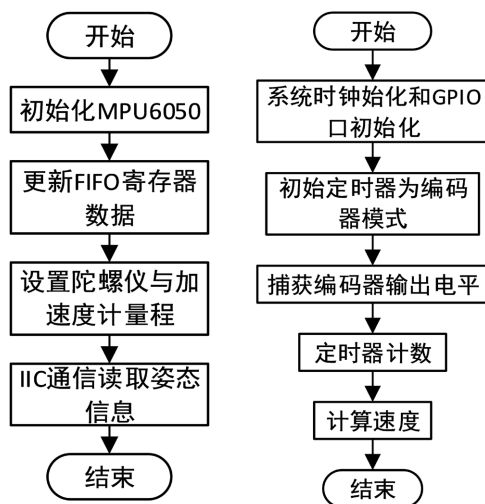 开始
初始化MPU6050
更新FIFO寄存器
数据
设置陀螺仪与加
速度计量程
IIC通信读取姿态
信息
结束
开始
系统时钟始化和GPIO
口初始化
初始定时器为编码
器模式
捕获编码器输出电平
定时器计数
计算速度
结束